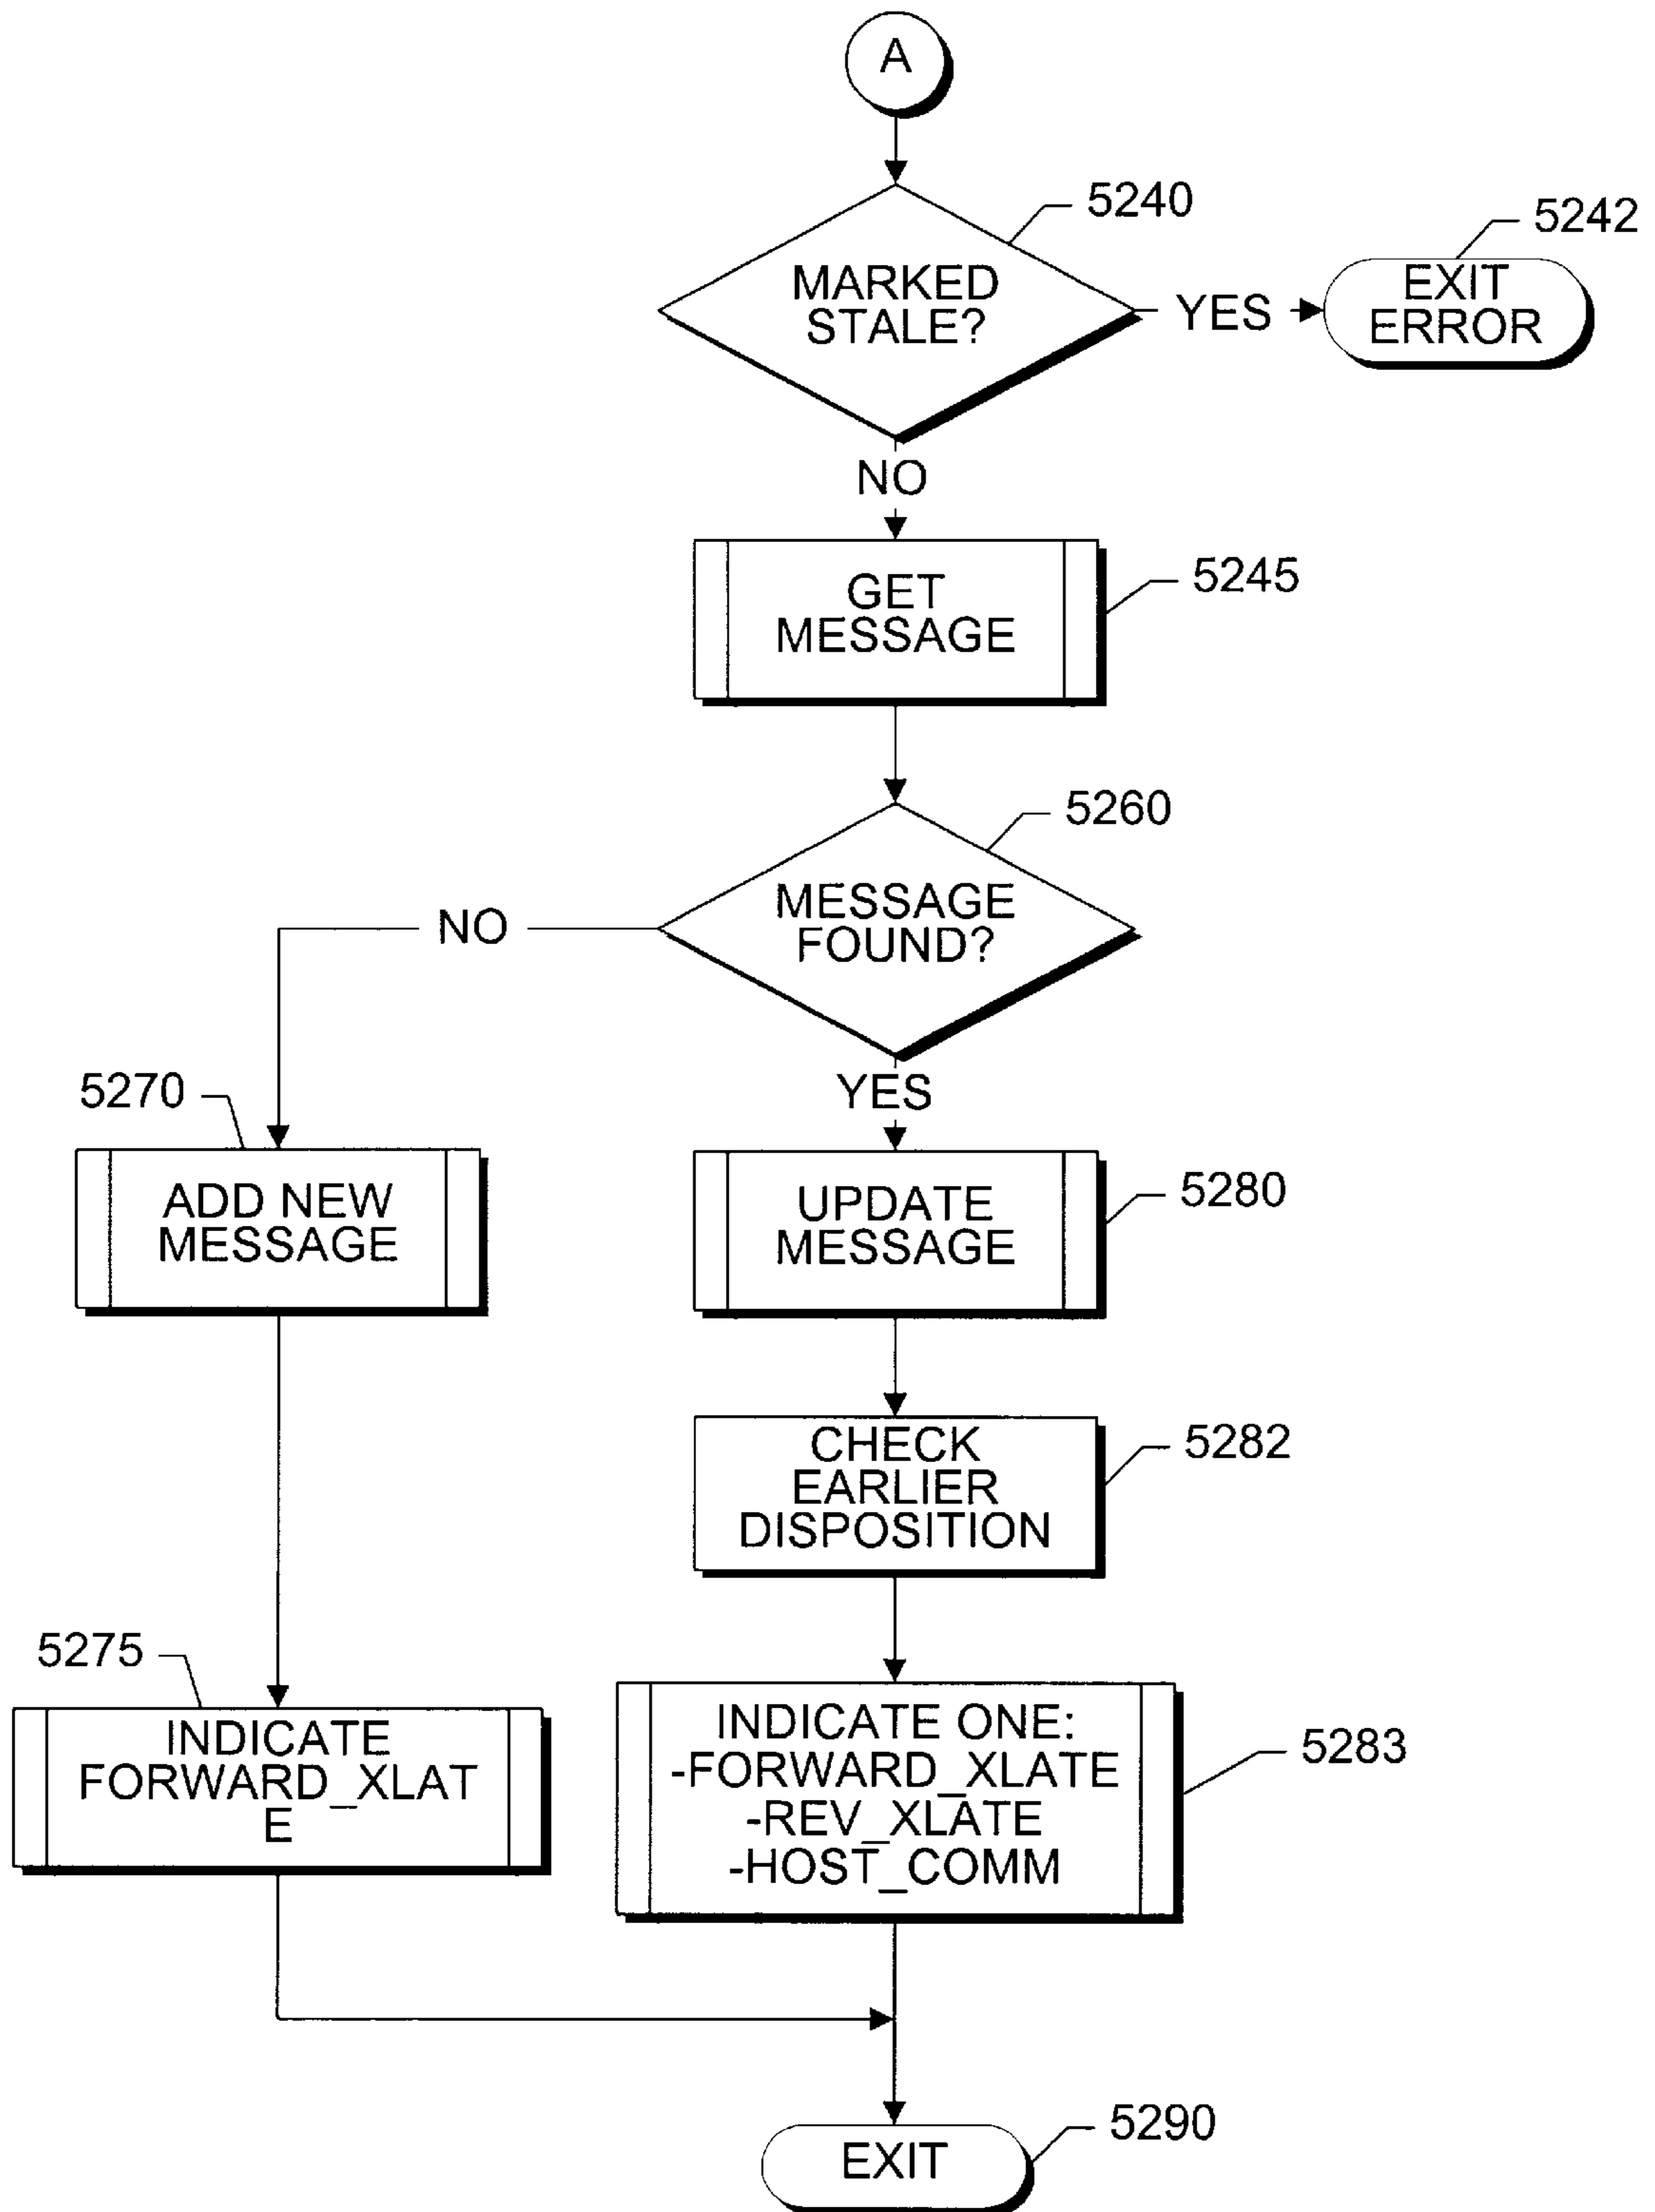 A
5240
5242
MARKED
STALE?
YES
EXIT
ERROR
NO
GET
MESSAGE
5245
5260
MESSAGE
FOUND?
NO
YES
5270
ADD NEW
MESSAGE
UPDATE
MESSAGE
5280
CHECK
EARLIER
DISPOSITION
5282
5275
INDICATE
FORWARD_XLAT
E
INDICATE ONE:
-FORWARD_XLATE
-REV_XLATE
-HOST_COMM
5283
EXIT
5290